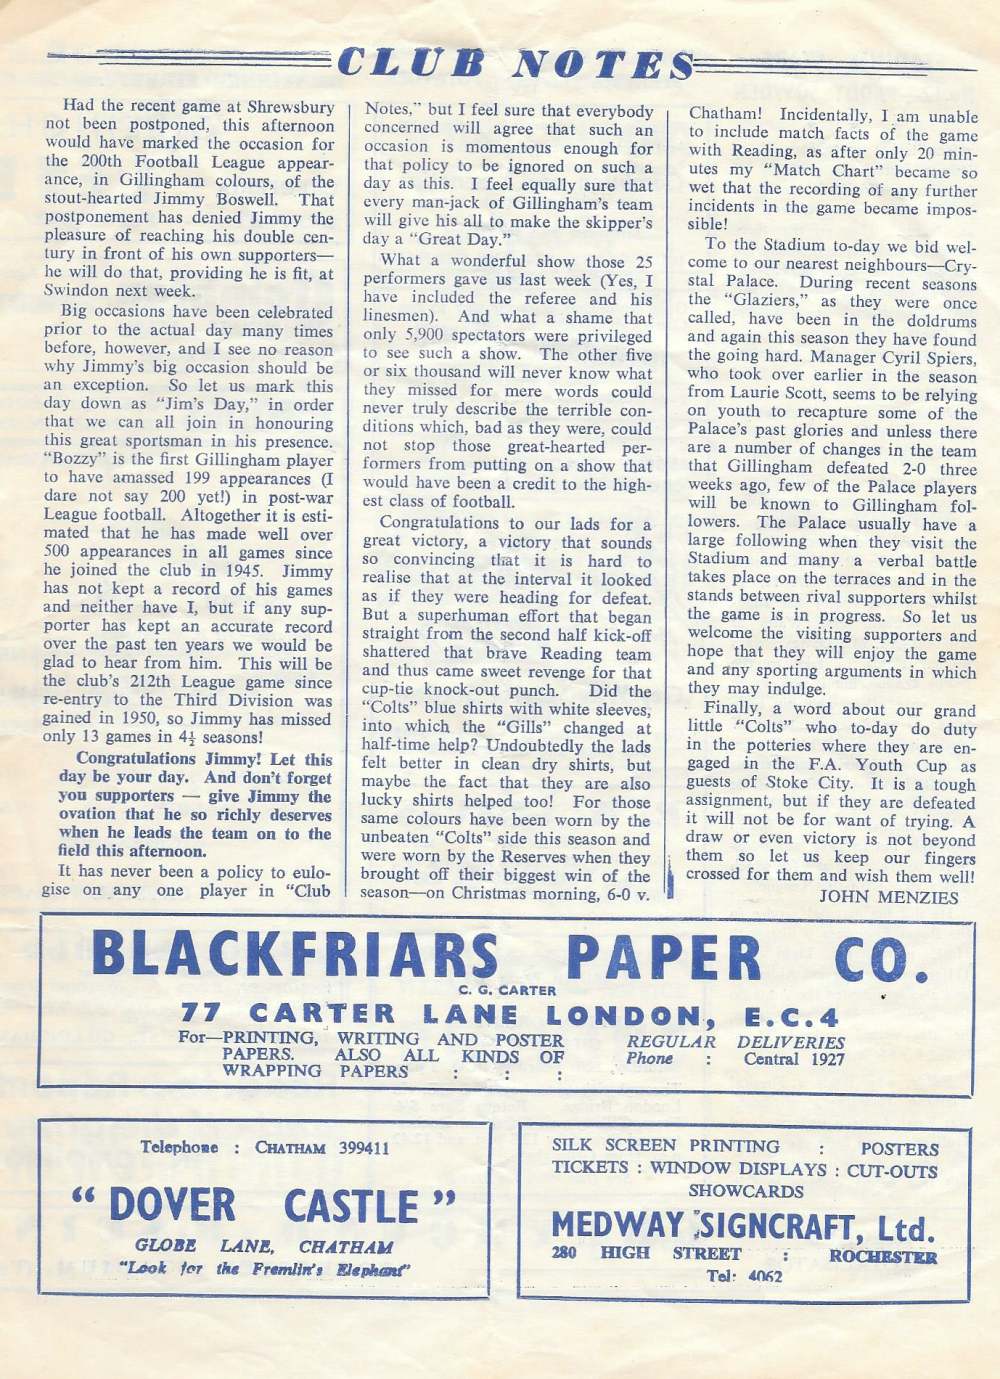 CLUB NOTES
Had the recent game at Shrewsbury
not been postponed, this afternoon
would have marked the occasion for
the 200th Football League appear-
ance, in Gillingham colours, of the
stout-hearted Jimmy Boswell. That
postponement has denied Jimmy the
pleasure of reaching his double cen-
tury in front of his own supporters—
he will do that, providing he is fit, at
Swindon next week.
Big occasions have been celebrated
prior to the actual day many times
before, however, and I see no reason
why Jimmy's big occasion should be
an exception. So let us mark this
day down as "Jim's Day," in order
that we can all join in honouring
this great sportsman in his presence.
"Bozzy" is the first Gillingham player
to have amassed 199 appearances (I
dare not say 200 yet!) in post-war
League football. Altogether it is esti-
mated that he has made well over
500 appearances in all games since
he joined the club in 1945. Jimmy
has not kept a record of his games
and neither have I, but if any sup-
porter has kept an accurate record
over the past ten years we would be
glad to hear from him. This will be
the club's 212th League game since
re-entry to the Third Division was
gained in 1950, so Jimmy has missed
only 13 games in 4½ seasons!
Congratulations Jimmy! Let this
day be your day. And don't forget
you supporters — give Jimmy the
ovation that he so richly deserves
when he leads the team on to the
field this afternoon.
It has never been a policy to eulo-
gise on any one player in "Club
Notes," but I feel sure that everybody
concerned will agree that such an
occasion is momentous enough for
that policy to be ignored on such a
day as this. I feel equally sure that
every man-jack of Gillingham's team
will give his all to make the skipper's
day a "Great Day."
What a wonderful show those 25
performers gave us last week (Yes, I
have included the referee and his
linesmen). And what a shame that
only 5,900 spectators were privileged
to see such a show. The other five
or six thousand will never know what
they missed for mere words could
never truly describe the terrible con-
ditions which, bad as they were, could
not stop those great-hearted per-
formers from putting on a show that
would have been a credit to the high-
est class of football.
Congratulations to our lads for a
great victory, a victory that sounds
so convincing that it is hard to
realise that at the interval it looked
as if they were heading for defeat.
But a superhuman effort that began
straight from the second half kick-off
shattered that brave Reading team
and thus came sweet revenge for that
cup-tie knock-out punch. Did the
"Colts" blue shirts with white sleeves,
into which the "Gills" changed at
half-time help? Undoubtedly the lads
felt better in clean dry shirts, but
maybe the fact that they are also
lucky shirts helped too! For those
same colours have been worn by the
unbeaten "Colts" side this season and
were worn by the Reserves when they
brought off their biggest win of the
season—on Christmas morning, 6-0 v.
Chatham! Incidentally, I am unable
to include match facts of the game
with Reading, as after only 20 min-
utes my "Match Chart" became so
wet that the recording of any further
incidents in the game became impos-
sible!
To the Stadium to-day we bid wel-
come to our nearest neighbours—Cry-
stal Palace. During recent seasons
the "Glaziers," as they were once
called, have been in the doldrums
and again this season they have found
the going hard. Manager Cyril Spiers,
who took over earlier in the season
from Laurie Scott, seems to be relying
on youth to recapture some of the
Palace's past glories and unless there
are a number of changes in the team
that Gillingham defeated 2-0 three
weeks ago, few of the Palace players
will be known to Gillingham fol-
lowers. The Palace usually have a
large following when they visit the
Stadium and many a verbal battle
takes place on the terraces and in the
stands between rival supporters whilst
the game is in progress. So let us
welcome the visiting supporters and
hope that they will enjoy the game
and any sporting arguments in which
they may indulge.
Finally, a word about our grand
little "Colts" who to-day do duty
in the potteries where they are en-
gaged in the F.A. Youth Cup as
guests of Stoke City. It is a tough
assignment, but if they are defeated
it will not be for want of trying. A
draw or even victory is not beyond
them so let us keep our fingers
crossed for them and wish them well!
JOHN MENZIES
BLACKFRIARS PAPER CO.
C. G. CARTER
77 CARTER LANE LONDON, E.C.4
For—PRINTING, WRITING AND POSTER
PAPERS. ALSO ALL KINDS OF
WRAPPING PAPERS : : :
REGULAR DELIVERIES
Phone : Central 1927
Telephone : CHATHAM 399411
"DOVER CASTLE"
GLOBE LANE, CHATHAM
"Look for the Fremlin's Elephant"
SILK SCREEN PRINTING : POSTERS
TICKETS : WINDOW DISPLAYS : CUT-OUTS
SHOWCARDS
MEDWAY SIGNCRAFT, Ltd.
280 HIGH STREET : ROCHESTER
Tel: 4062